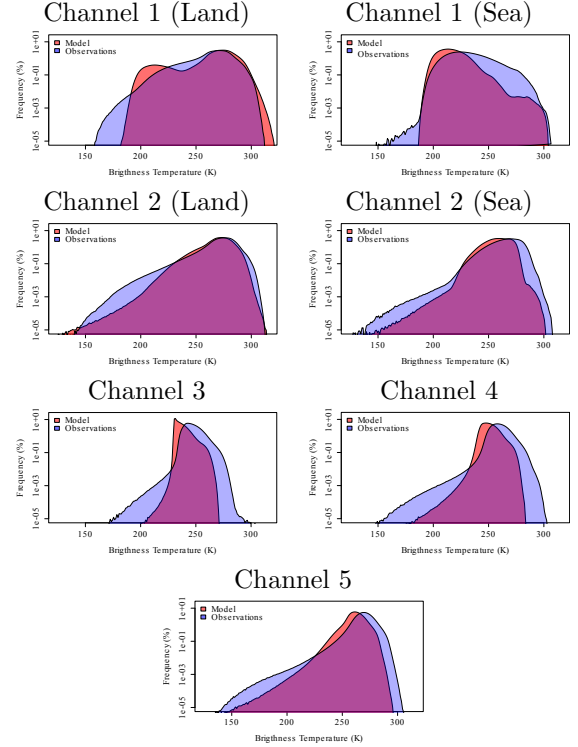 Channel 1 (Land)
Model
Observations
Frequency (%)
1e+01
1e-01
1e-03
1e-05
150
200
250
300
Brigthness Temperature (K)
Channel 1 (Sea)
Model
Observations
Frequency (%)
1e+01
1e-01
1e-03
1e-05
150
200
250
300
Brigthness Temperature (K)
Channel 2 (Land)
Model
Observations
Frequency (%)
1e+01
1e-01
1e-03
1e-05
150
200
250
300
Brigthness Temperature (K)
Channel 2 (Sea)
Model
Observations
Frequency (%)
1e+01
1e-01
1e-03
1e-05
150
200
250
300
Brigthness Temperature (K)
Channel 3
Model
Observations
Frequency (%)
1e+01
1e-01
1e-03
1e-05
150
200
250
300
Brigthness Temperature (K)
Channel 4
Model
Observations
Frequency (%)
1e+01
1e-01
1e-03
1e-05
150
200
250
300
Brigthness Temperature (K)
Channel 5
Model
Observations
Frequency (%)
1e+01
1e-01
1e-03
1e-05
150
200
250
300
Brigthness Temperature (K)